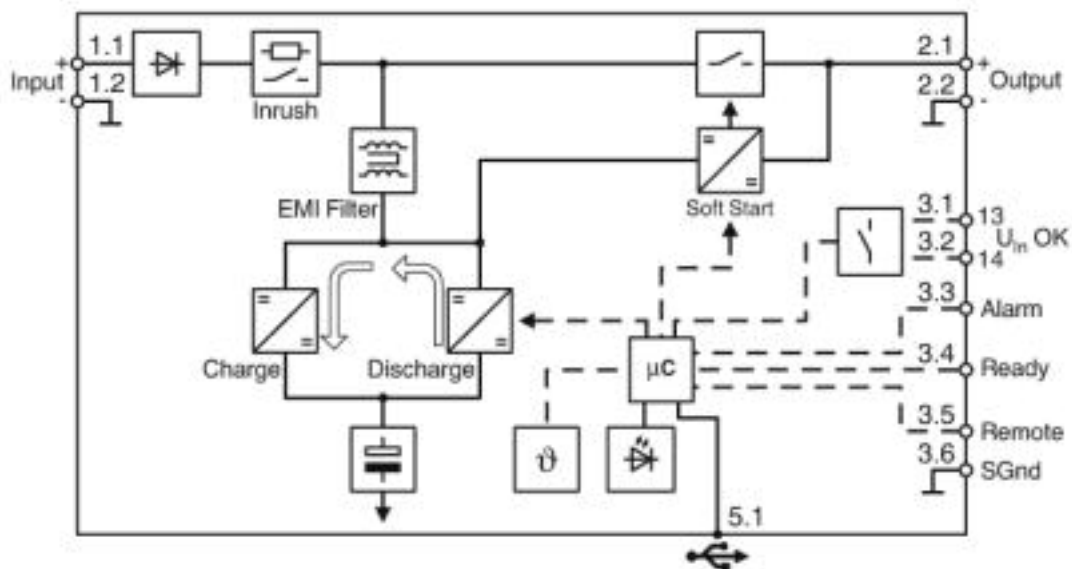 1.1
Input
+
1.2
-
Inrush
2.1
+
Output
2.2
-
EMI Filter
=
=
Soft Start
3.1
13
U_in OK
3.2
14
3.3
Alarm
=
=
Charge
=
=
Discharge
μC
3.4
Ready
3.5
Remote
3.6
SGnd
ϑ
5.1